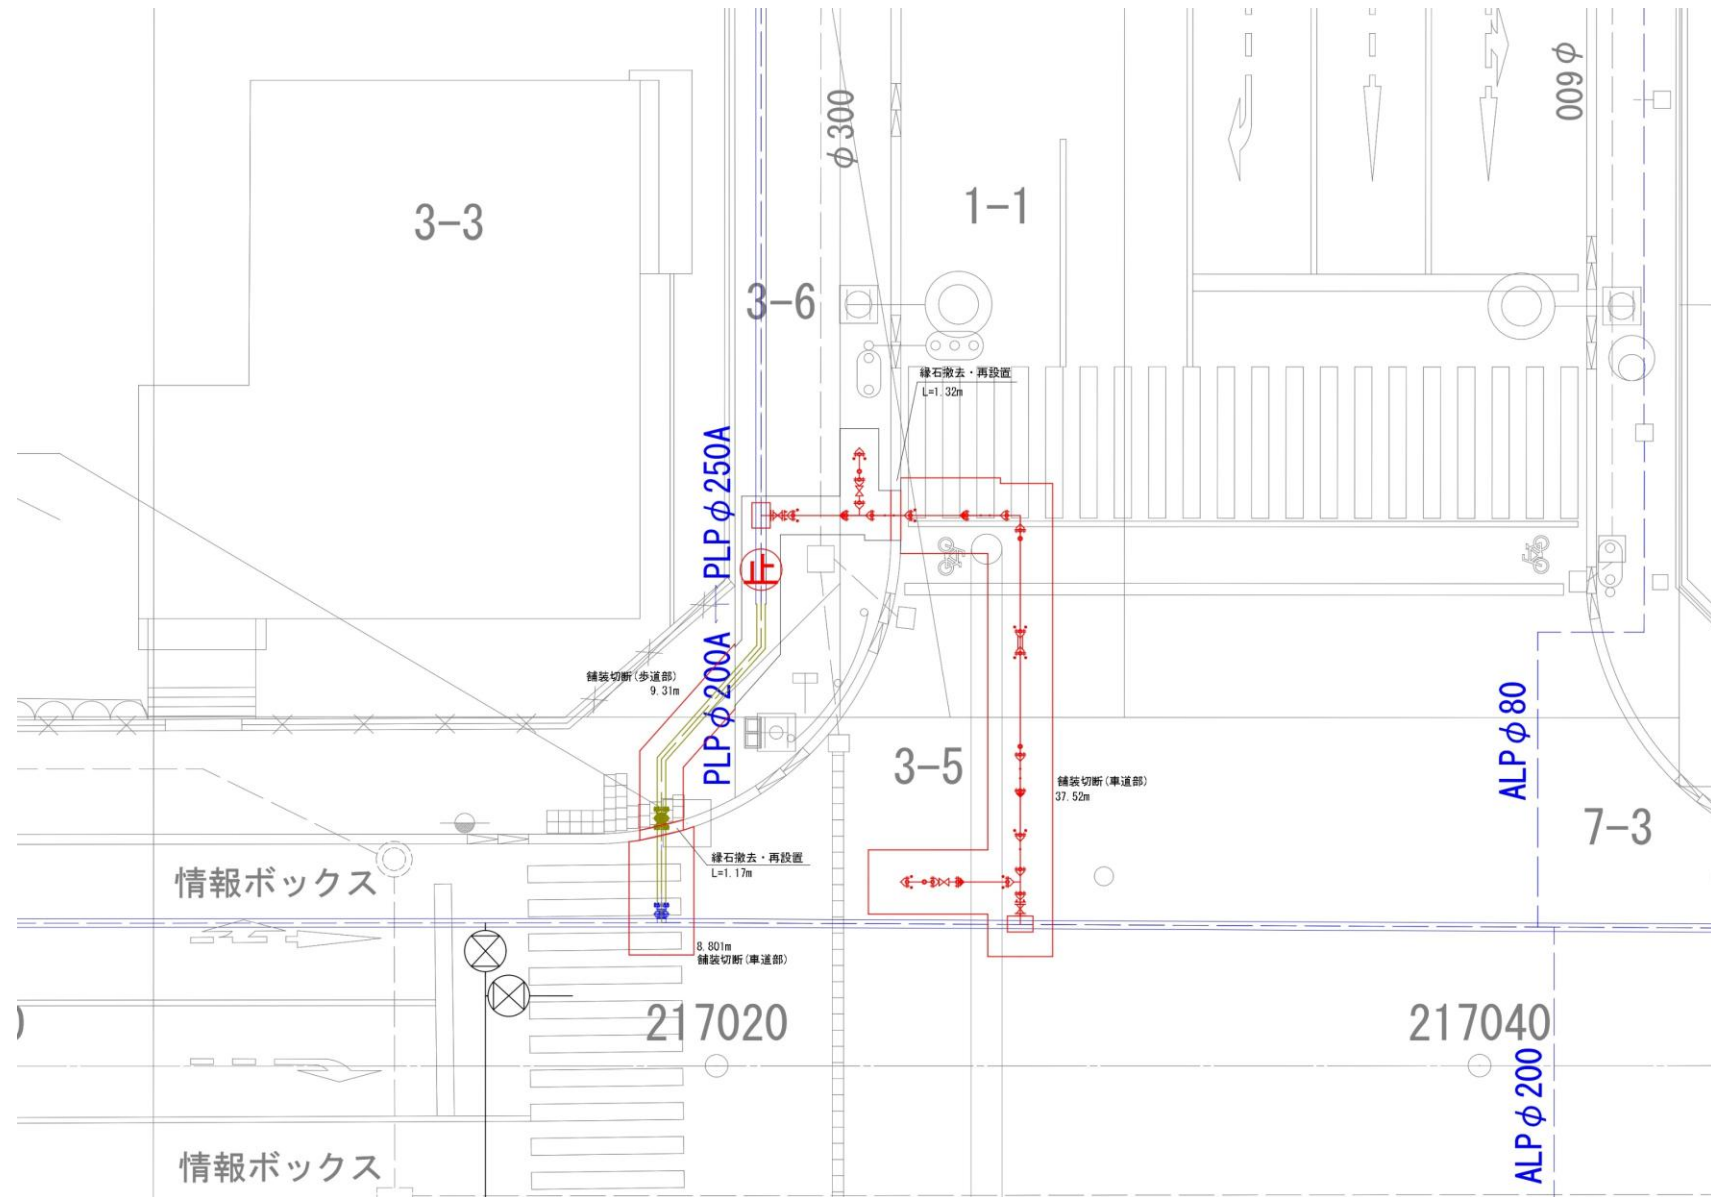 φ300
φ600
3-3
1-1
3-6
縁石撤去・再設置
L=1.32m
PLPφ250A
PLPφ200A
止
舗装切断(歩道部)
9.31m
3-5
舗装切断(車道部)
37.52m
ALPφ80
7-3
縁石撤去・再設置
L=1.17m
情報ボックス
8.801m
舗装切断(車道部)
217020
217040
ALPφ200
情報ボックス